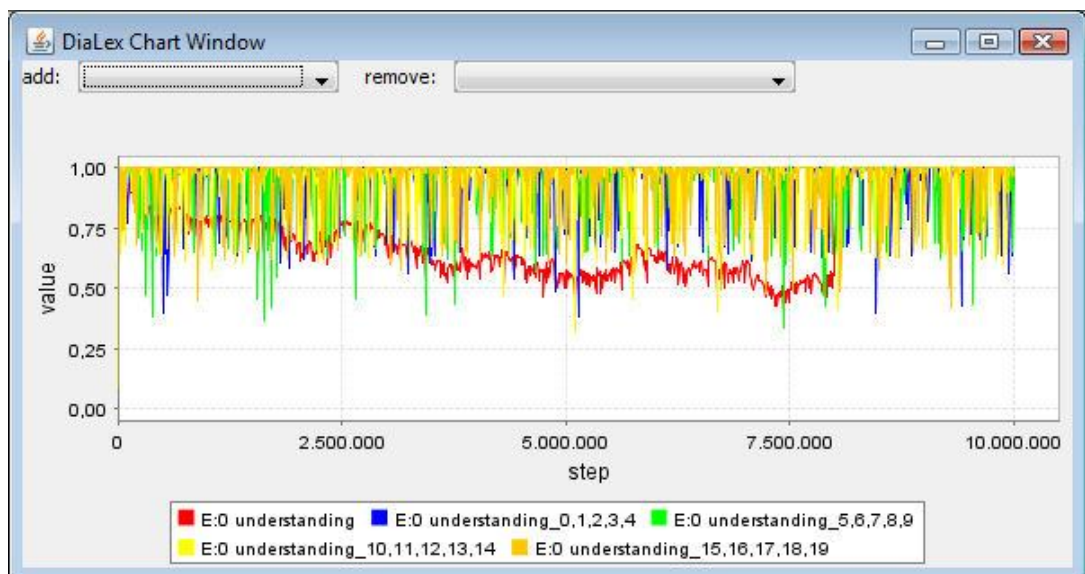 DiaLex Chart Window
add: remove:
1,00
0,75
0,50
0,25
0,00
value
0 2.500.000 5.000.000 7.500.000 10.000.000
step
E:0 understanding E:0 understanding_0,1,2,3,4 E:0 understanding_5,6,7,8,9
E:0 understanding_10,11,12,13,14 E:0 understanding_15,16,17,18,19